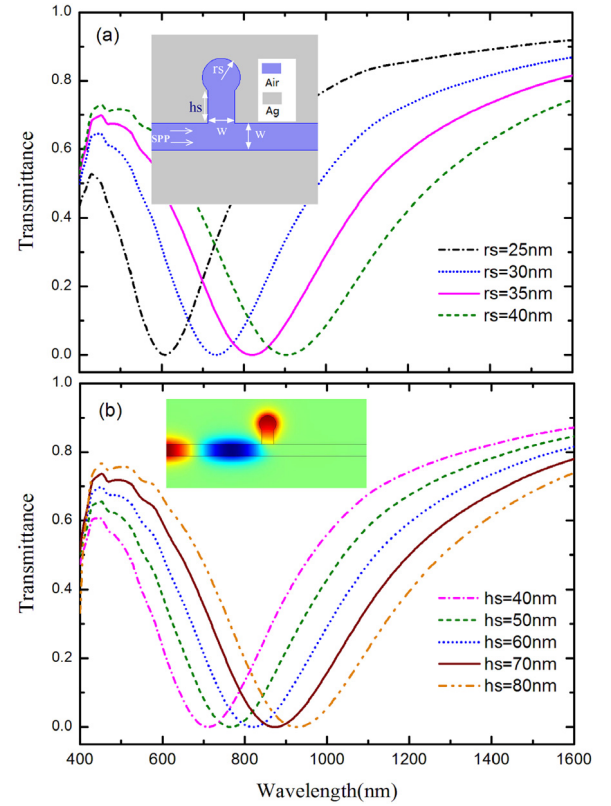 (a)
rs
hs
Air
Ag
SPP
W
W
Transmittance
1.0
0.8
0.6
0.4
0.2
0.0
rs=25nm
rs=30nm
rs=35nm
rs=40nm
(b)
Transmittance
1.0
0.8
0.6
0.4
0.2
0.0
hs=40nm
hs=50nm
hs=60nm
hs=70nm
hs=80nm
400 600 800 1000 1200 1400 1600
Wavelength(nm)